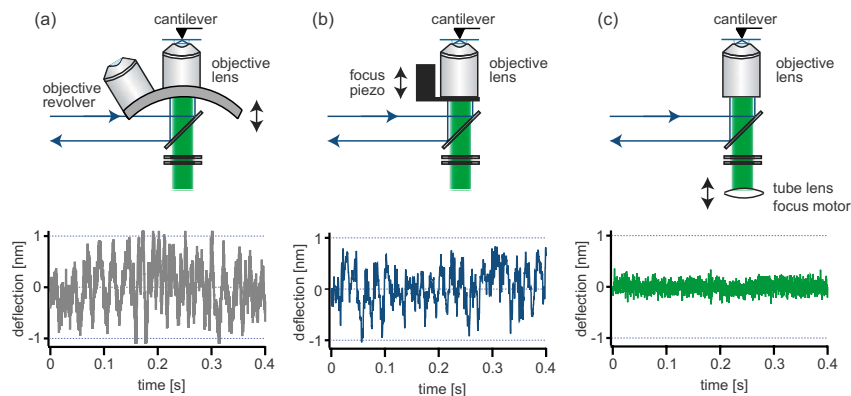 (a)
cantilever
objective
lens
objective
revolver
(b)
cantilever
focus
piezo
objective
lens
(c)
cantilever
objective
lens
tube lens
focus motor
deflection [nm]
1
0
-1
0
0.1
0.2
0.3
0.4
time [s]
deflection [nm]
1
0
-1
0
0.1
0.2
0.3
0.4
time [s]
deflection [nm]
1
0
-1
0
0.1
0.2
0.3
0.4
time [s]